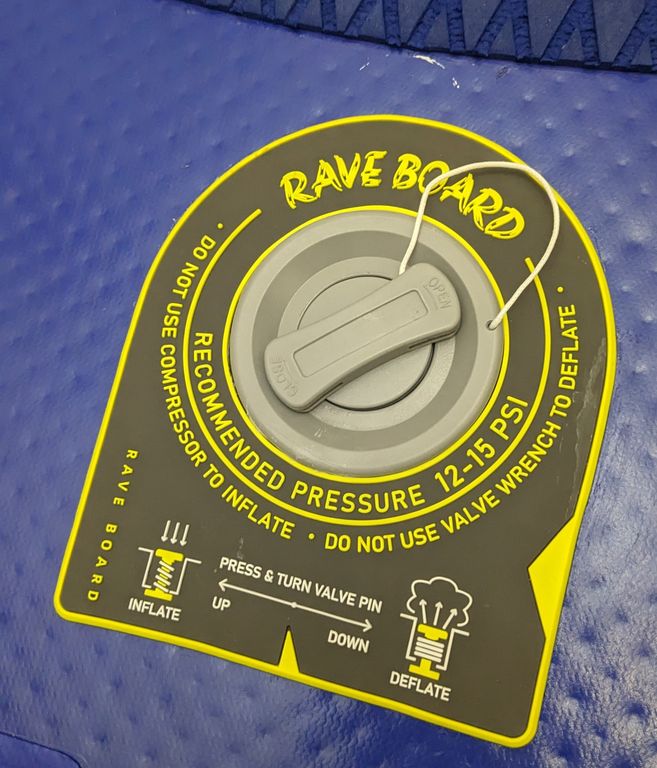 RAVE BOARD
OPEN
CLOSE
RECOMMENDED PRESSURE 12-15 PSI
• DO NOT USE COMPRESSOR TO INFLATE • DO NOT USE VALVE WRENCH TO DEFLATE •
RAVE BOARD
PRESS & TURN VALVE PIN
UP
DOWN
INFLATE
DEFLATE